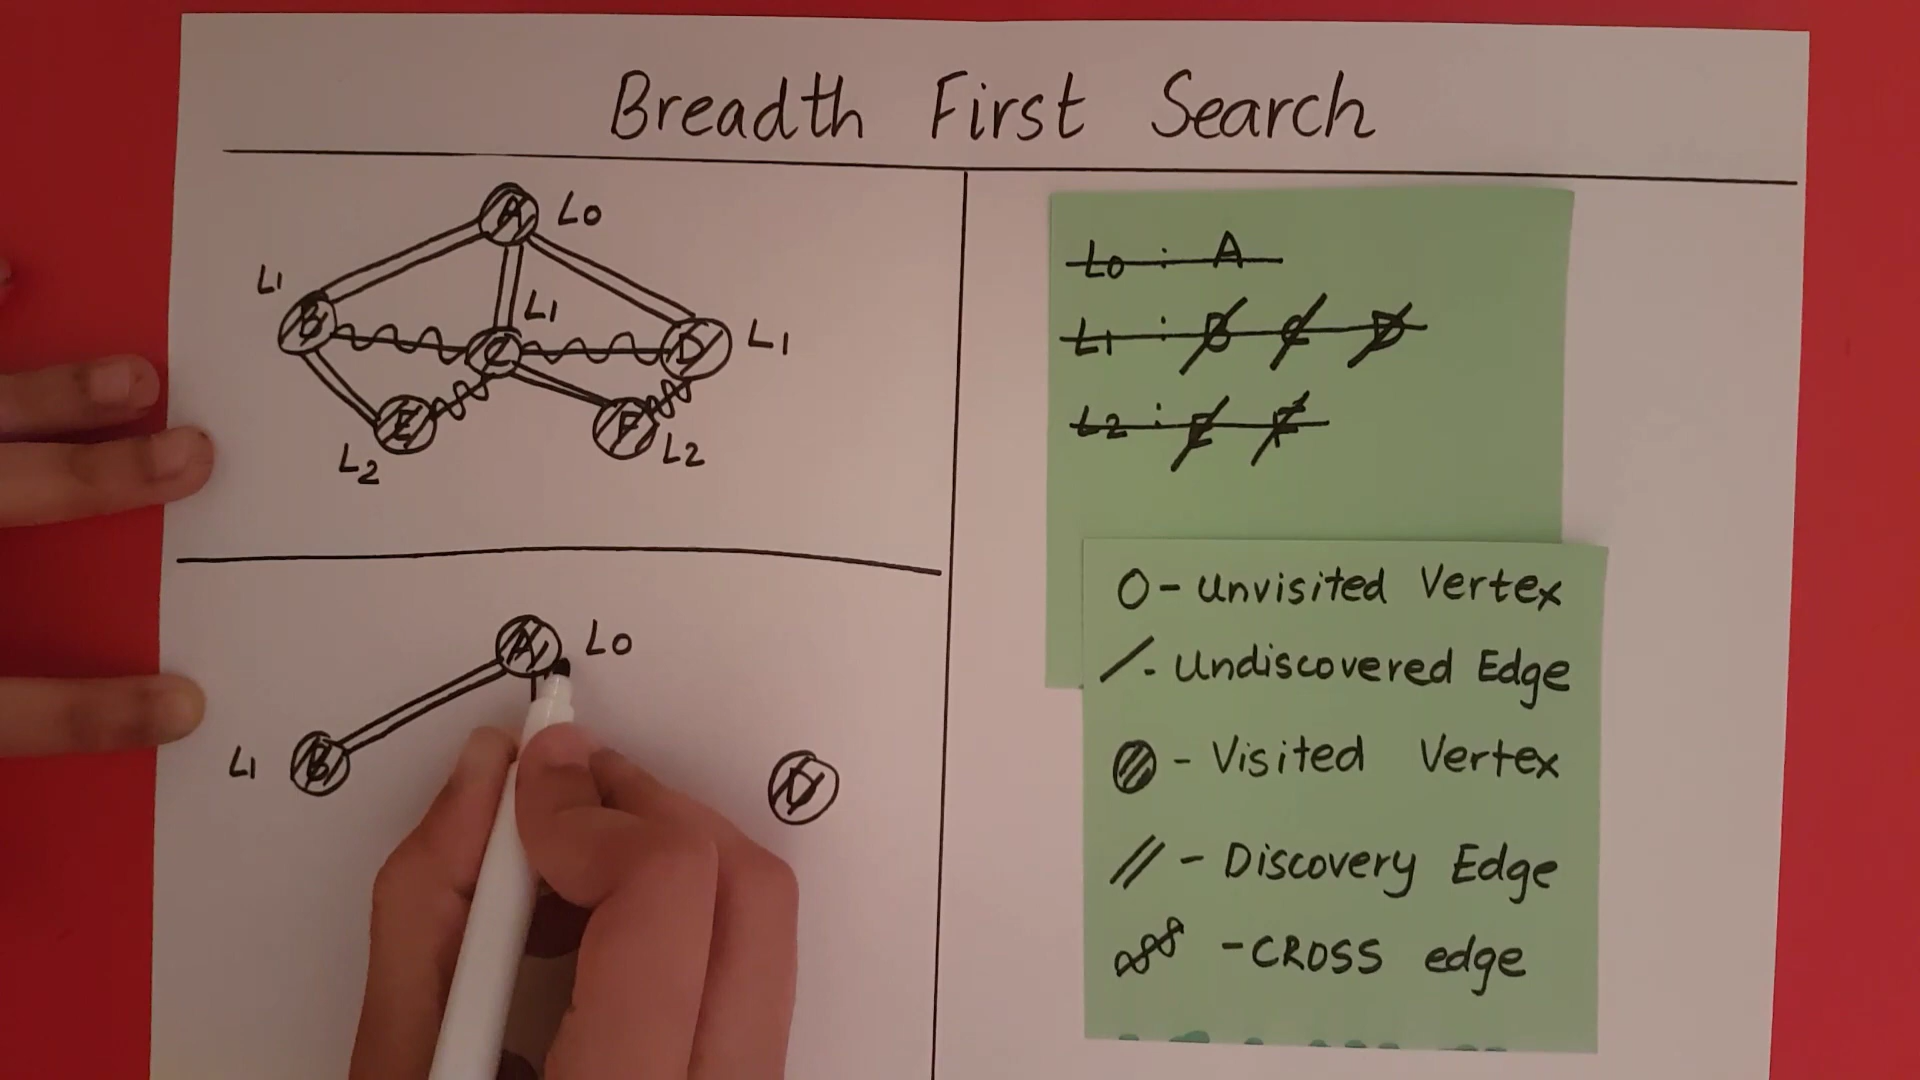 Breadth First Search
A L0
L1
B L1 C D L1
E F
L2 L2
A L0
L1 B D
L0 : A
L1 : B C D
L2 : E F
O - Unvisited Vertex
/ - Undiscovered Edge
- Visited Vertex
// - Discovery Edge
- CROSS edge